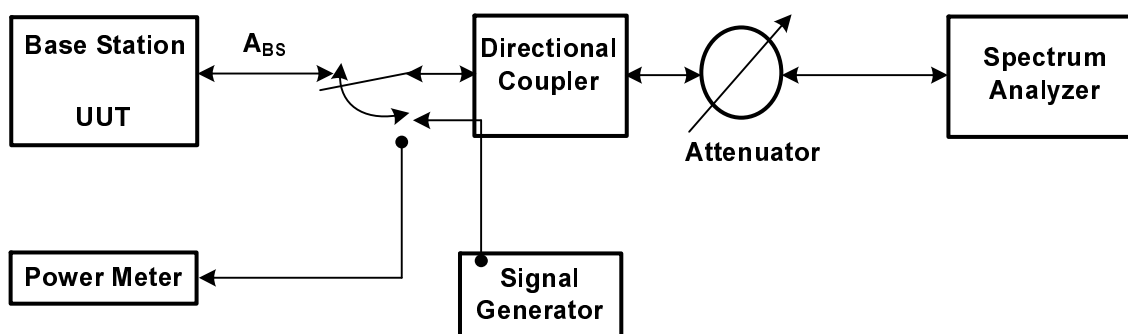 Base Station
UUT
ABS
Directional
Coupler
Attenuator
Spectrum
Analyzer
Power Meter
Signal
Generator